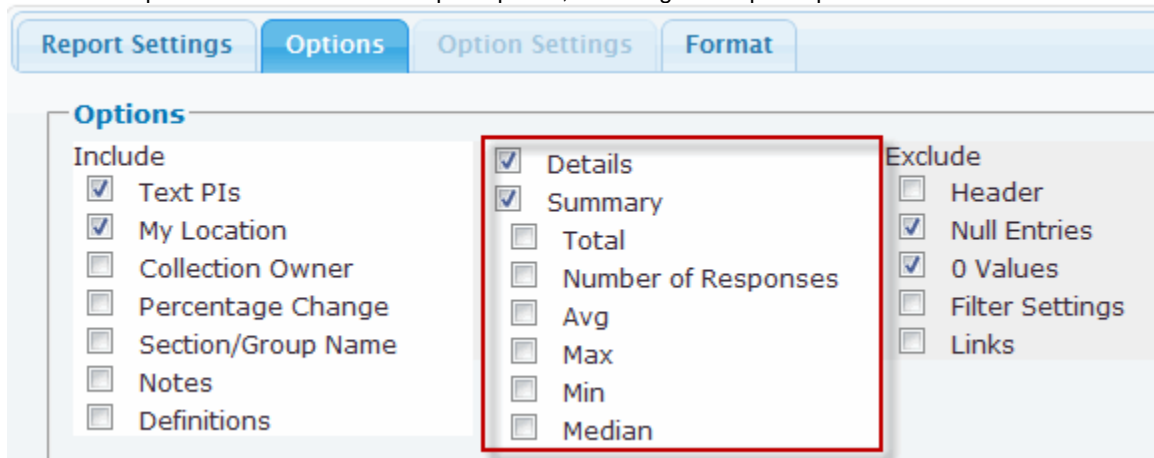 Report Settings Options Option Settings Format
Options
Include
Text PIs
My Location
Collection Owner
Percentage Change
Section/Group Name
Notes
Definitions
Details
Summary
Total
Number of Responses
Avg
Max
Min
Median
Exclude
Header
Null Entries
0 Values
Filter Settings
Links